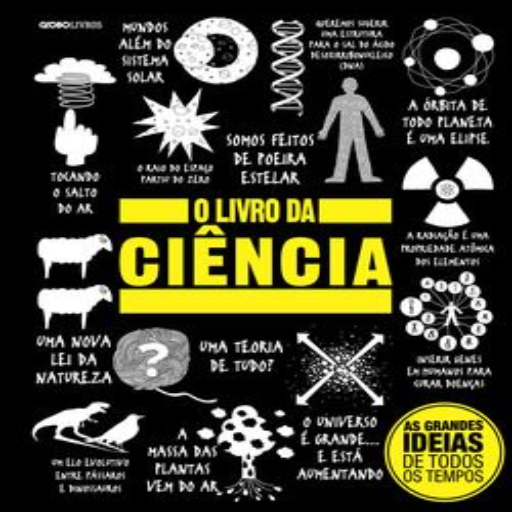 GLOBOLIVROS
MUNDOS
ALÉM DO
SISTEMA
SOLAR
QUEREMOS SUGERIR
UMA ESTRUTURA
PARA O SAL DO ÁCIDO
DESOXIRRIBONUCLEICO
(DNA)
A ÓRBITA DE
TODO PLANETA
É UMA ELIPSE
TOCANDO
O SALTO
DO AR
O RAIO DO ESPAÇO
PARTIU DO ZERO
SOMOS FEITOS
DE POEIRA
ESTELAR
A RADIAÇÃO É UMA
PROPRIEDADE ATÔMICA
DOS ELEMENTOS
O LIVRO DA
CIÊNCIA
UMA NOVA
LEI DA
NATUREZA
?
UMA TEORIA
DE TUDO?
INSERIR GENES
EM HUMANOS PARA
CURAR DOENÇAS
UM ELO EVOLUTIVO
ENTRE PÁSSAROS
E DINOSSAUROS
A
MASSA DAS
PLANTAS
VEM DO AR
O UNIVERSO
É GRANDE...
E ESTÁ
AUMENTANDO
AS GRANDES
IDEIAS
DE TODOS
OS TEMPOS